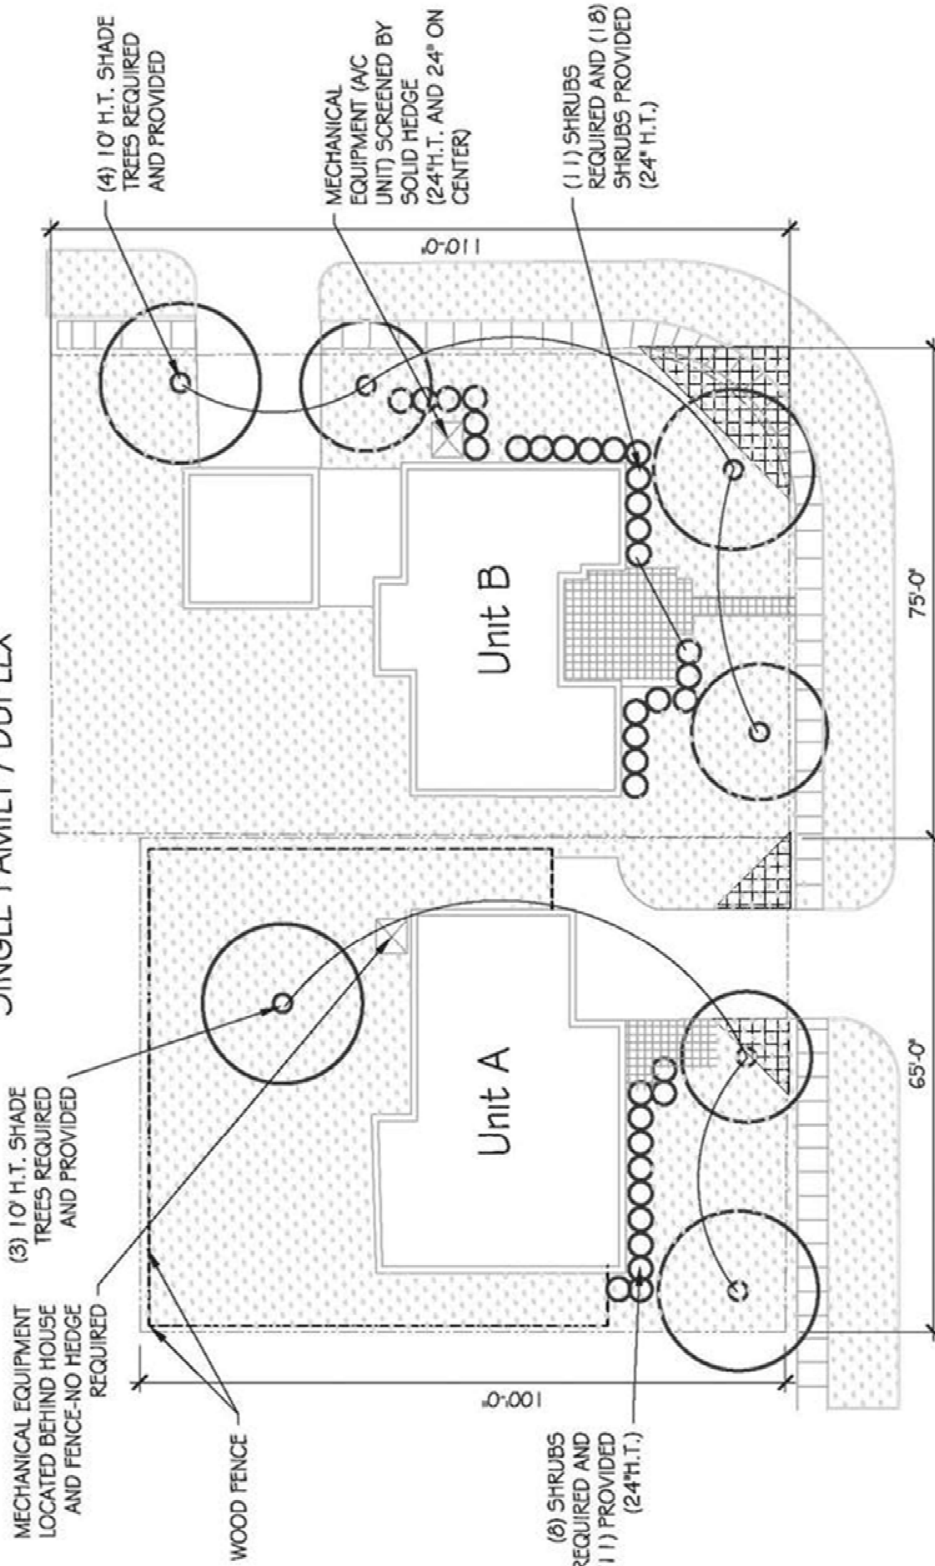 SINGLE FAMILY / DUPLEX
MECHANICAL EQUIPMENT
LOCATED BEHIND HOUSE
AND FENCE-NO HEDGE
REQUIRED
(3) 10' H.T. SHADE
TREES REQUIRED
AND PROVIDED
WOOD FENCE
(8) SHRUBS
REQUIRED AND
11) PROVIDED
(24"H.T.)
100'-0"
Unit A
65'-0"
(4) 10' H.T. SHADE
TREES REQUIRED
AND PROVIDED
MECHANICAL
EQUIPMENT (A/C
UNIT) SCREENED BY
SOLID HEDGE
(24"H.T. AND 24" ON
CENTER)
(11) SHRUBS
REQUIRED AND (18)
SHRUBS PROVIDED
(24" H.T.)
110'-0"
Unit B
75'-0"